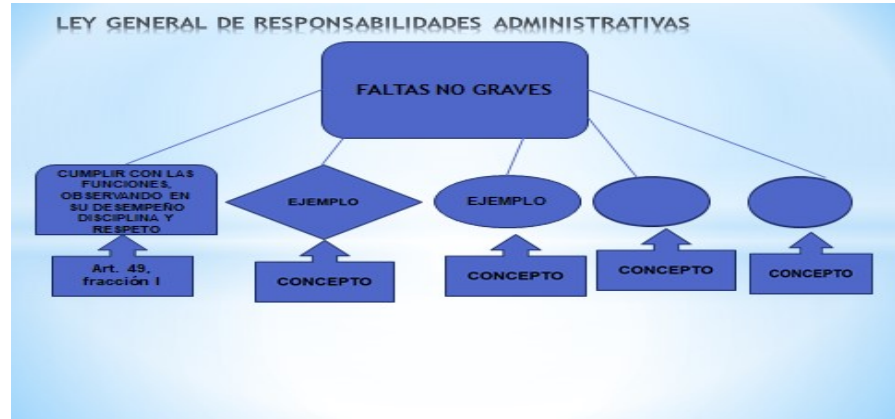 LEY GENERAL DE RESPONSABILIDADES ADMINISTRATIVAS
FALTAS NO GRAVES
CUMPLIR CON LAS
FUNCIONES,
OBSERVANDO EN
SU DESEMPEÑO
DISCIPLINA Y
RESPETO
EJEMPLO
EJEMPLO
Art. 49,
fracción I
CONCEPTO
CONCEPTO
CONCEPTO
CONCEPTO